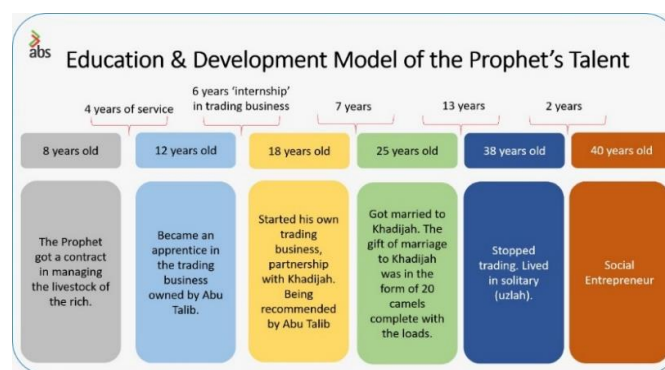 abs
Education & Development Model of the Prophet's Talent
4 years of service
6 years 'internship'
in trading business
7 years
13 years
2 years
8 years old
12 years old
18 years old
25 years old
38 years old
40 years old
The Prophet
got a contract
in managing
the livestock of
the rich.
Became an
apprentice in
the trading
business
owned by Abu
Talib.
Started his own
trading
business,
partnership
with Khadijah.
Being
recommended
by Abu Talib
Got married to
Khadijah. The
gift of marriage
to Khadijah
was in the
form of 20
camels
complete with
the loads.
Stopped
trading. Lived
in solitary
(uzlah).
Social
Entrepreneur